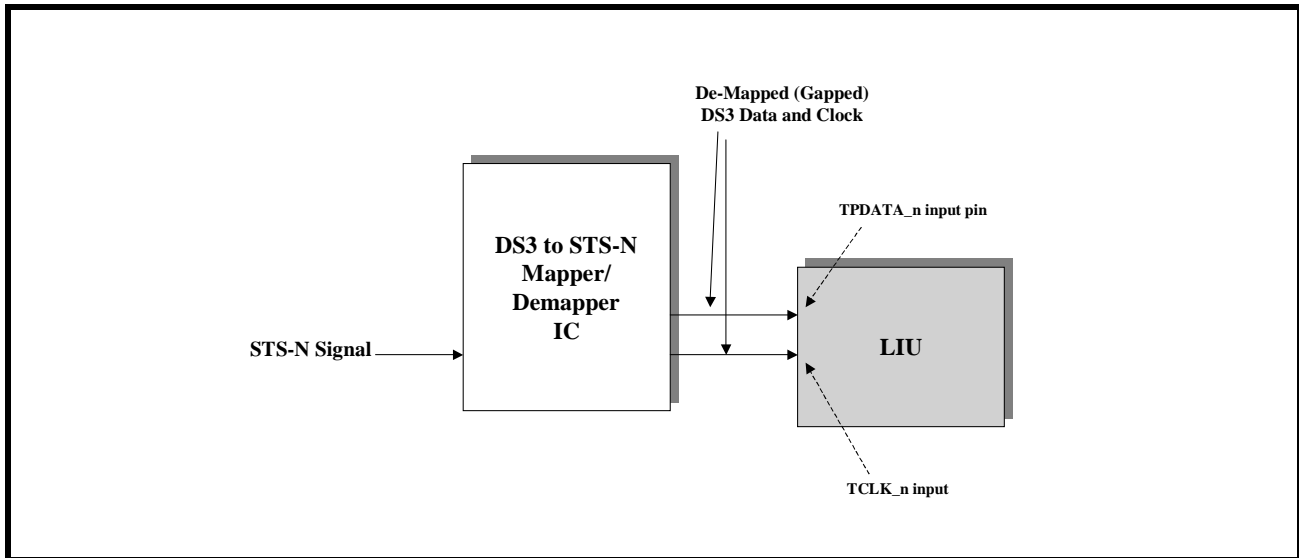 De-Mapped (Gapped)
DS3 Data and Clock
TPDATA_n input pin
DS3 to STS-N
Mapper/
Demapper
IC
STS-N Signal
LIU
TCLK_n input